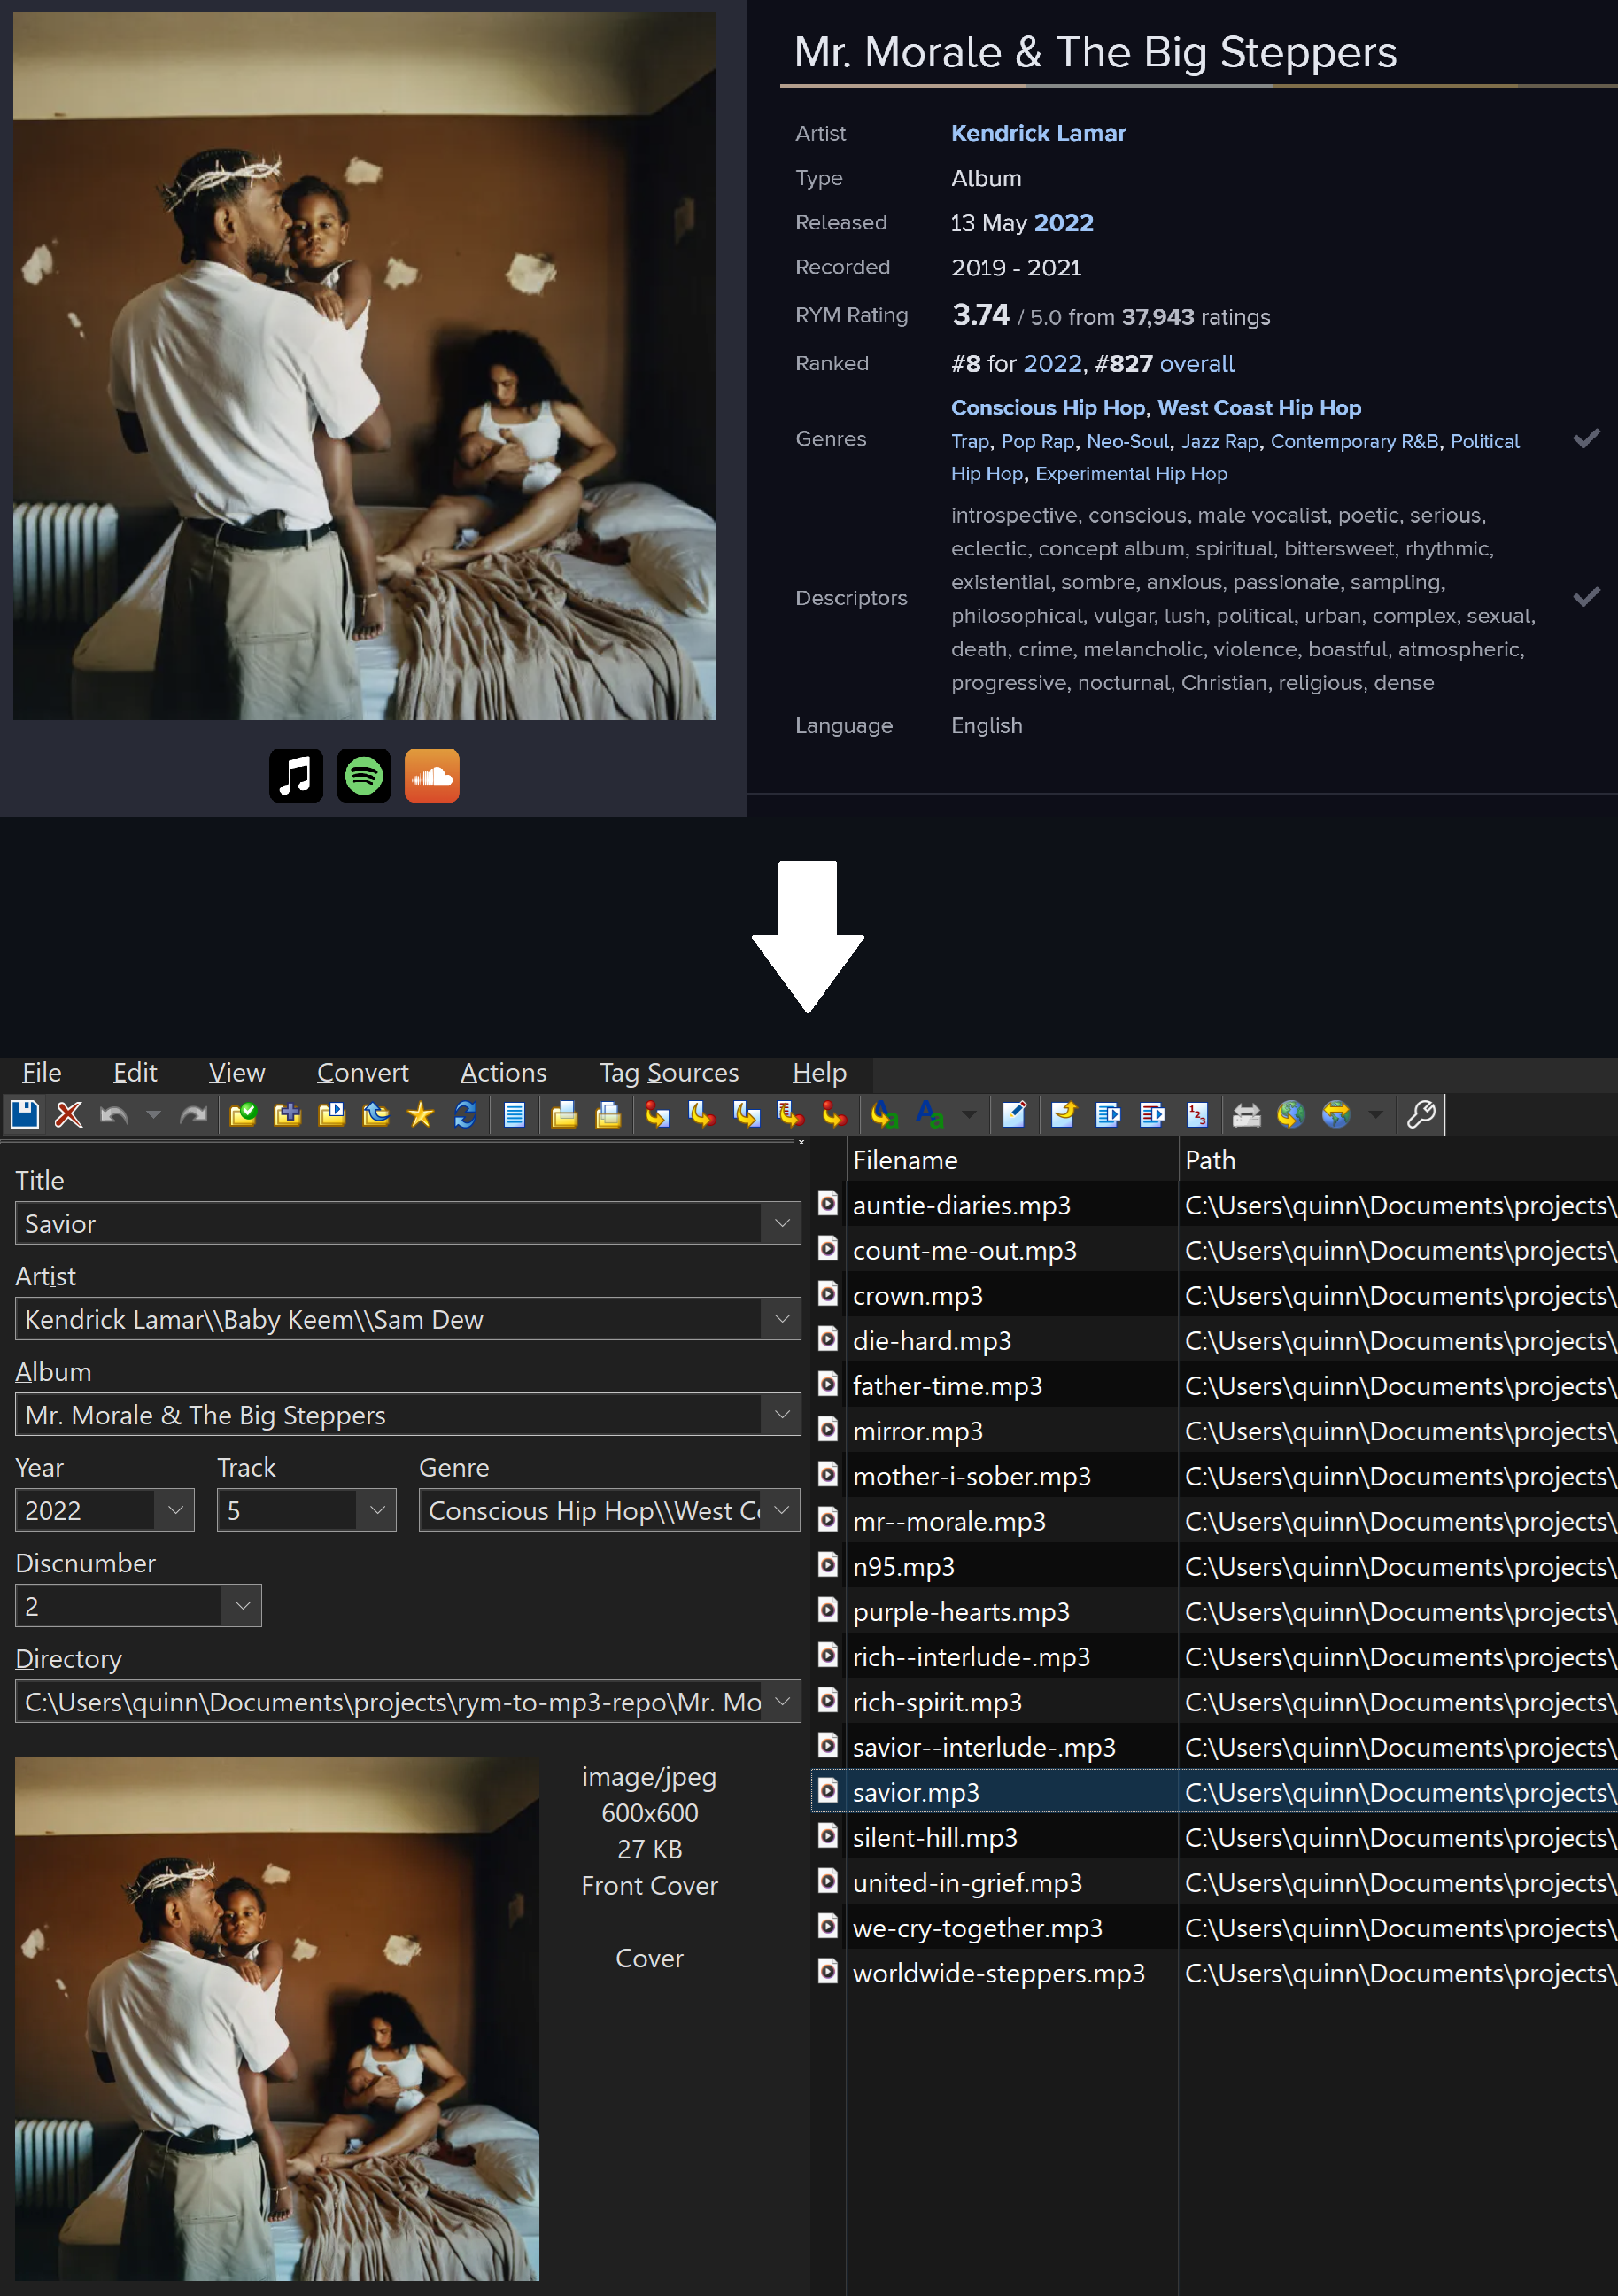 Mr. Morale & The Big Steppers
Artist Kendrick Lamar
Type Album
Released 13 May 2022
Recorded 2019 - 2021
RYM Rating 3.74 / 5.0 from 37,943 ratings
Ranked #8 for 2022, #827 overall
Genres Conscious Hip Hop, West Coast Hip Hop
Trap, Pop Rap, Neo-Soul, Jazz Rap, Contemporary R&B, Political
Hip Hop, Experimental Hip Hop
Descriptors introspective, conscious, male vocalist, poetic, serious,
eclectic, concept album, spiritual, bittersweet, rhythmic,
existential, sombre, anxious, passionate, sampling,
philosophical, vulgar, lush, political, urban, complex, sexual,
death, crime, melancholic, violence, boastful, atmospheric,
progressive, nocturnal, Christian, religious, dense
Language English
File Edit View Convert Actions Tag Sources Help
Title
Savior
Artist
Kendrick Lamar\\Baby Keem\\Sam Dew
Album
Mr. Morale & The Big Steppers
Year Track Genre
2022 5 Conscious Hip Hop\\West Co
Discnumber
2
Directory
C:\Users\quinn\Documents\projects\rym-to-mp3-repo\Mr. Mo
image/jpeg
600x600
27 KB
Front Cover
Cover
Filename Path
auntie-diaries.mp3 C:\Users\quinn\Documents\projects\
count-me-out.mp3 C:\Users\quinn\Documents\projects\
crown.mp3 C:\Users\quinn\Documents\projects\
die-hard.mp3 C:\Users\quinn\Documents\projects\
father-time.mp3 C:\Users\quinn\Documents\projects\
mirror.mp3 C:\Users\quinn\Documents\projects\
mother-i-sober.mp3 C:\Users\quinn\Documents\projects\
mr--morale.mp3 C:\Users\quinn\Documents\projects\
n95.mp3 C:\Users\quinn\Documents\projects\
purple-hearts.mp3 C:\Users\quinn\Documents\projects\
rich--interlude-.mp3 C:\Users\quinn\Documents\projects\
rich-spirit.mp3 C:\Users\quinn\Documents\projects\
savior--interlude-.mp3 C:\Users\quinn\Documents\projects\
savior.mp3 C:\Users\quinn\Documents\projects\
silent-hill.mp3 C:\Users\quinn\Documents\projects\
united-in-grief.mp3 C:\Users\quinn\Documents\projects\
we-cry-together.mp3 C:\Users\quinn\Documents\projects\
worldwide-steppers.mp3 C:\Users\quinn\Documents\projects\